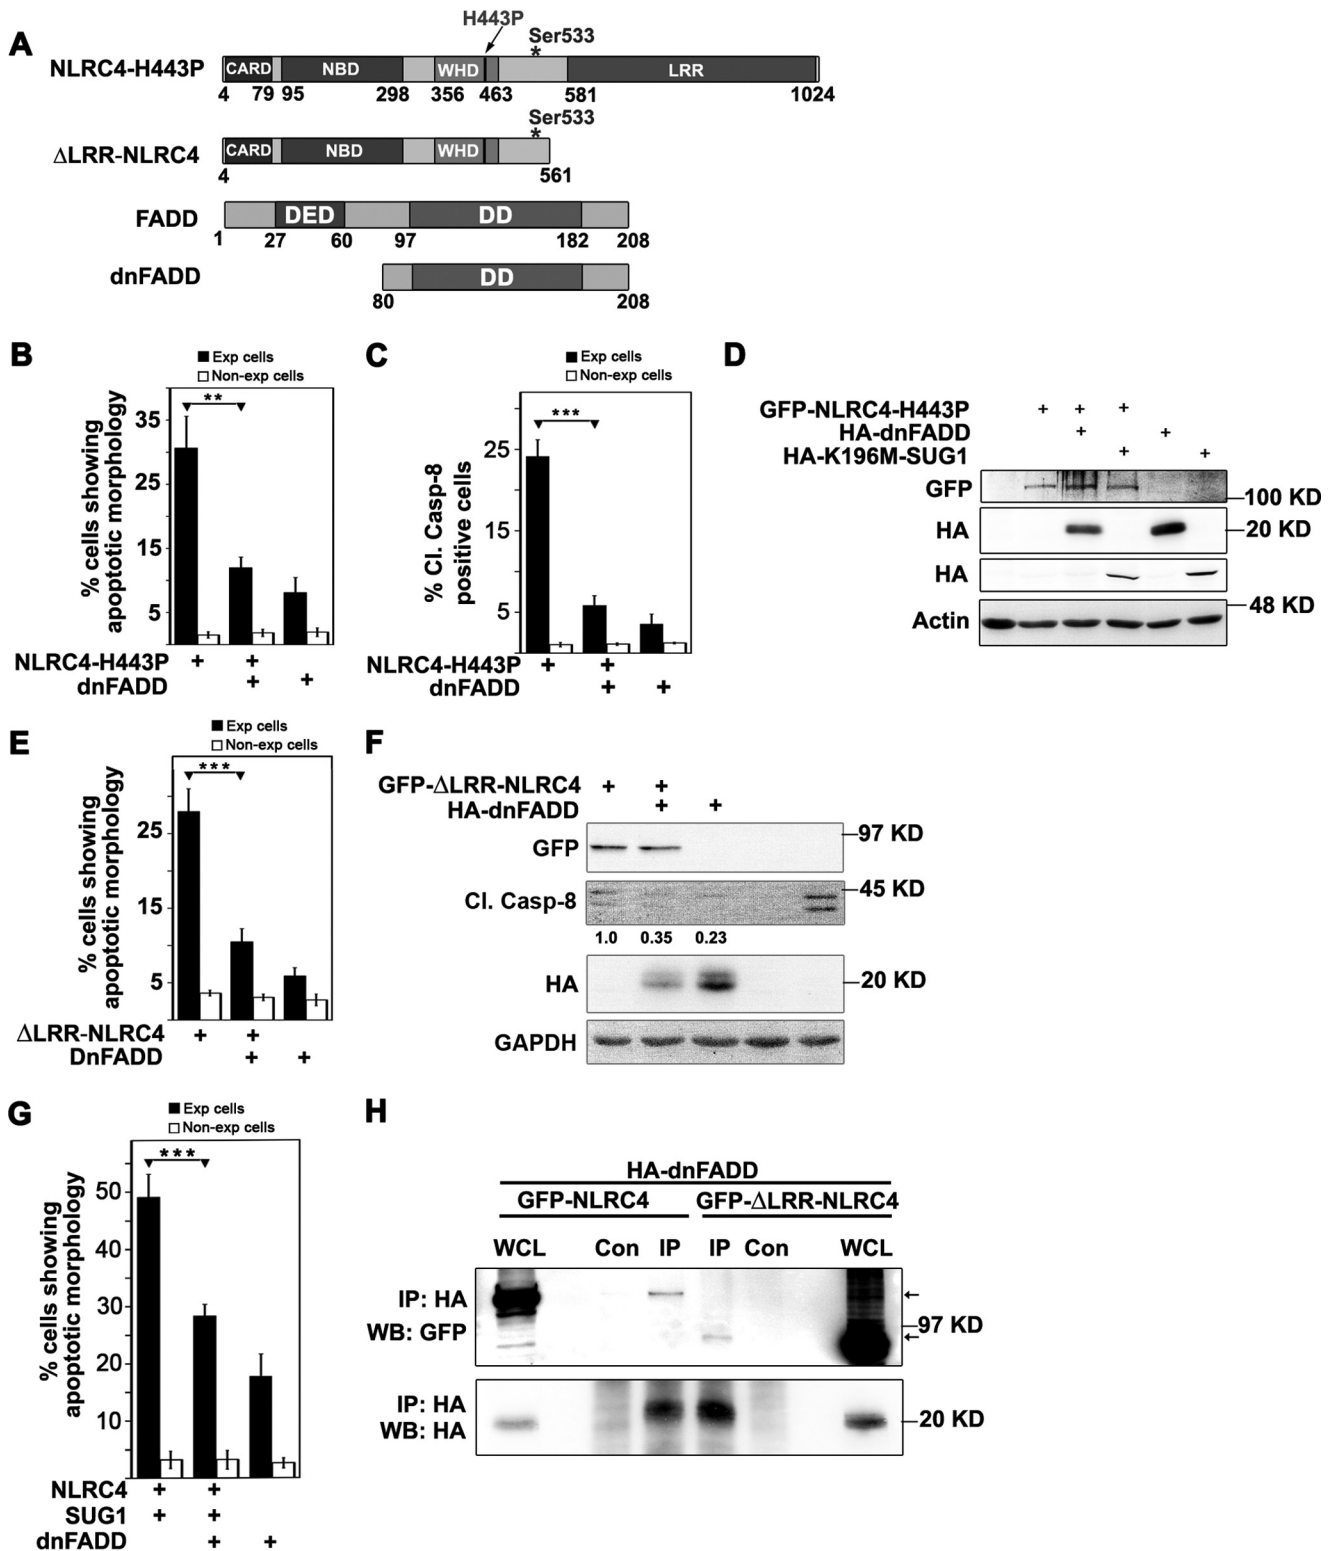 A
H443P
Ser533
*
NLRC4-H443P
CARD NBD WHD LRR
4 79 95 298 356 463 581 1024
Ser533
*
ΔLRR-NLRC4
CARD NBD WHD
4 561
FADD
DED DD
1 27 60 97 182 208
dnFADD
DD
80 208
B
Exp cells
Non-exp cells
% cells showing
apoptotic morphology
**
35
25
15
5
NLRC4-H443P + +
dnFADD + +
C
Exp cells
Non-exp cells
% Cl. Casp-8
positive cells
***
25
15
5
NLRC4-H443P + +
dnFADD + +
D
GFP-NLRC4-H443P + + +
HA-dnFADD + +
HA-K196M-SUG1 + +
GFP
100 KD
HA
20 KD
HA
48 KD
Actin
E
Exp cells
Non-exp cells
% cells showing
apoptotic morphology
***
25
15
5
ΔLRR-NLRC4 + +
DnFADD + +
F
GFP-ΔLRR-NLRC4 + +
HA-dnFADD + +
97 KD
GFP
45 KD
Cl. Casp-8
1.0 0.35 0.23
HA
20 KD
GAPDH
G
Exp cells
Non-exp cells
% cells showing
apoptotic morphology
***
50
40
30
20
10
NLRC4 + +
SUG1 + +
dnFADD + +
H
HA-dnFADD
GFP-NLRC4 GFP-ΔLRR-NLRC4
WCL Con IP IP Con WCL
IP: HA
WB: GFP
97 KD
IP: HA
WB: HA
20 KD